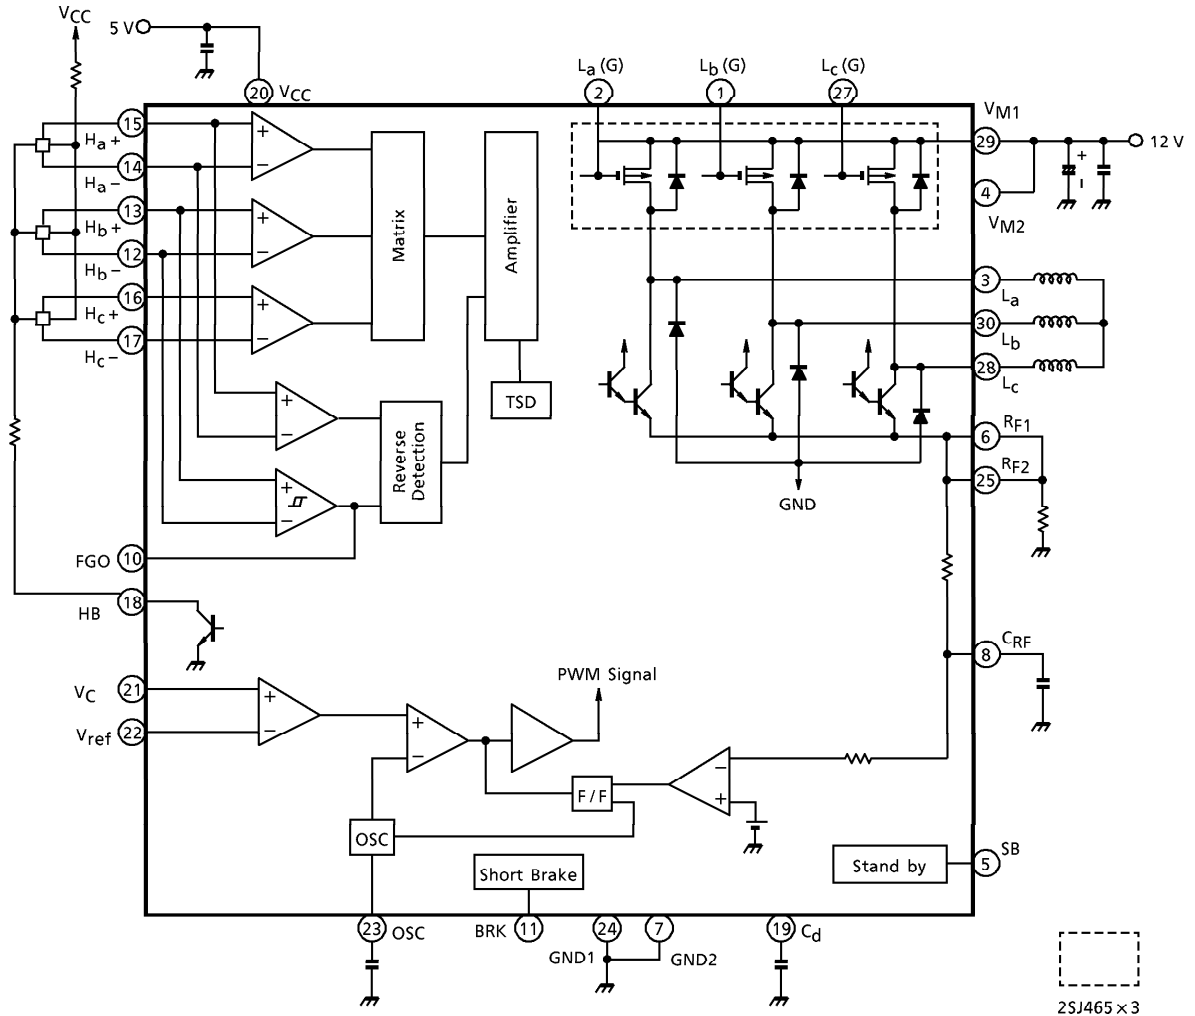 VCC
5 V
20 VCC
La (G)
2
Lb (G)
1
Lc (G)
27
VM1
29
12 V
+
4
VM2
15
Ha+
14
Ha−
13
Hb+
12
Hb−
16
Hc+
17
Hc−
+
−
+
−
+
−
Matrix
Amplifier
TSD
+
−
+
−
Reverse
Detection
3
La
30
Lb
28
Lc
RF1
6
RF2
25
GND
FGO 10
HB 18
CRF
8
VC 21
Vref 22
+
−
+
−
PWM Signal
F / F
−
+
OSC
Short Brake
Stand by
5
SB
23 OSC
BRK 11
24
7
GND1
GND2
19 Cd
2SJ465 × 3